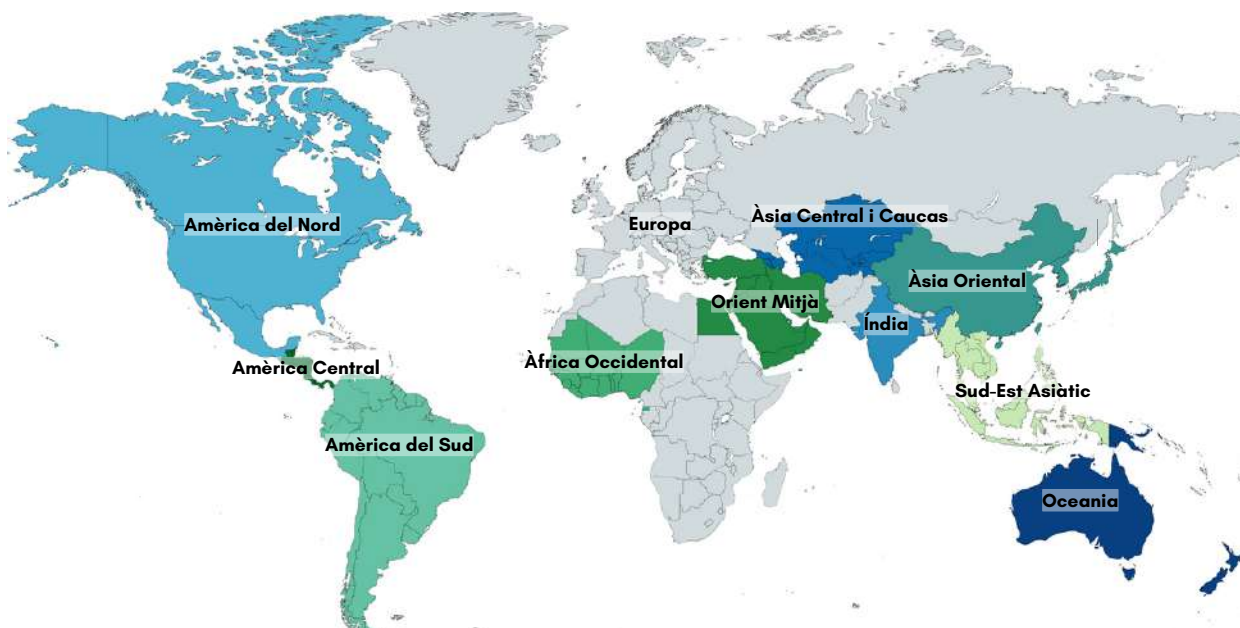 Amèrica del Nord
Europa
Àsia Central i Caucas
Àsia Oriental
Orient Mitjà
Índia
Àfrica Occidental
Amèrica Central
Sud-Est Asiàtic
Amèrica del Sud
Oceania